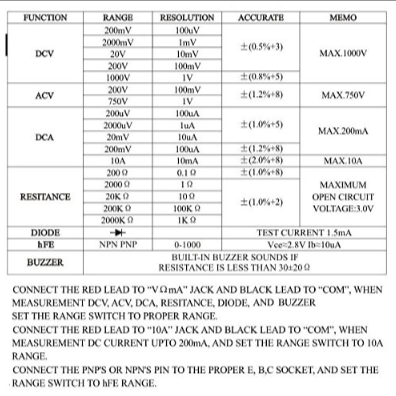 FUNCTION RANGE RESOLUTION ACCURATE MEMO
DCV 200mV 100uV ±(0.5%+3) MAX.1000V
2000mV 1mV
20V 10mV
200V 100mV
1000V 1V ±(0.8%+5)
ACV 200V 100mV ±(1.2%+8) MAX.750V
750V 1V
DCA 200uV 100uA ±(1.0%+5) MAX.200mA
2000uV 1uA
20mV 10uA
200mV 100uA ±(1.2%+8)
10A 10mA ±(2.0%+8) MAX.10A
RESITANCE 200Ω 0.1Ω ±(1.0%+8) MAXIMUM OPEN CIRCUIT VOLTAGE:3.0V
2000Ω 1Ω ±(1.0%+2)
20KΩ 10Ω
200KΩ 100KΩ
2000KΩ 1KΩ
DIODE TEST CURRENT 1.5mA
hFE NPN PNP 0-1000 Vce≈2.8V Ib≈10uA
BUZZER BUILT-IN BUZZER SOUNDS IF
RESISTANCE IS LESS THAN 30±20Ω
CONNECT THE RED LEAD TO "VΩmA" JACK AND BLACK LEAD TO "COM", WHEN
MEASUREMENT DCV, ACV, DCA, RESITANCE, DIODE, AND BUZZER
SET THE RANGE SWITCH TO PROPER RANGE.
CONNECT THE RED LEAD TO "10A" JACK AND BLACK LEAD TO "COM", WHEN
MEASUREMENT DC CURRENT UPTO 200mA, AND SET THE RANGE SWITCH TO 10A
RANGE.
CONNECT THE PNP'S OR NPN'S PIN TO THE PROPER E, B,C SOCKET, AND SET THE
RANGE SWITCH TO hFE RANGE.